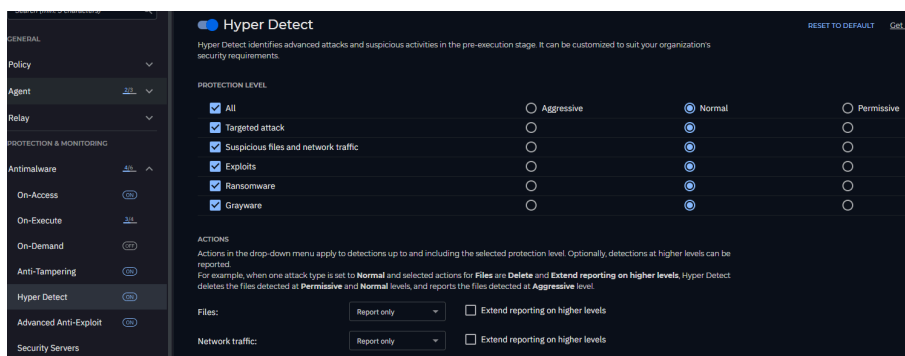 Search (min. 3 characters)
GENERAL
Policy
Agent 2/3
Relay
PROTECTION & MONITORING
Antimalware 4/6
On-Access ON
On-Execute 3/4
On-Demand OFF
Anti-Tampering ON
Hyper Detect ON
Advanced Anti-Exploit ON
Security Servers
Hyper Detect
RESET TO DEFAULT Get
Hyper Detect identifies advanced attacks and suspicious activities in the pre-execution stage. It can be customized to suit your organization's
security requirements.
PROTECTION LEVEL
All Aggressive Normal Permissive
Targeted attack
Suspicious files and network traffic
Exploits
Ransomware
Grayware
ACTIONS
Actions in the drop-down menu apply to detections up to and including the selected protection level. Optionally, detections at higher levels can be
reported.
For example, when one attack type is set to Normal and selected actions for Files are Delete and Extend reporting on higher levels, Hyper Detect
deletes the files detected at Permissive and Normal levels, and reports the files detected at Aggressive level.
Files: Report only Extend reporting on higher levels
Network traffic: Report only Extend reporting on higher levels